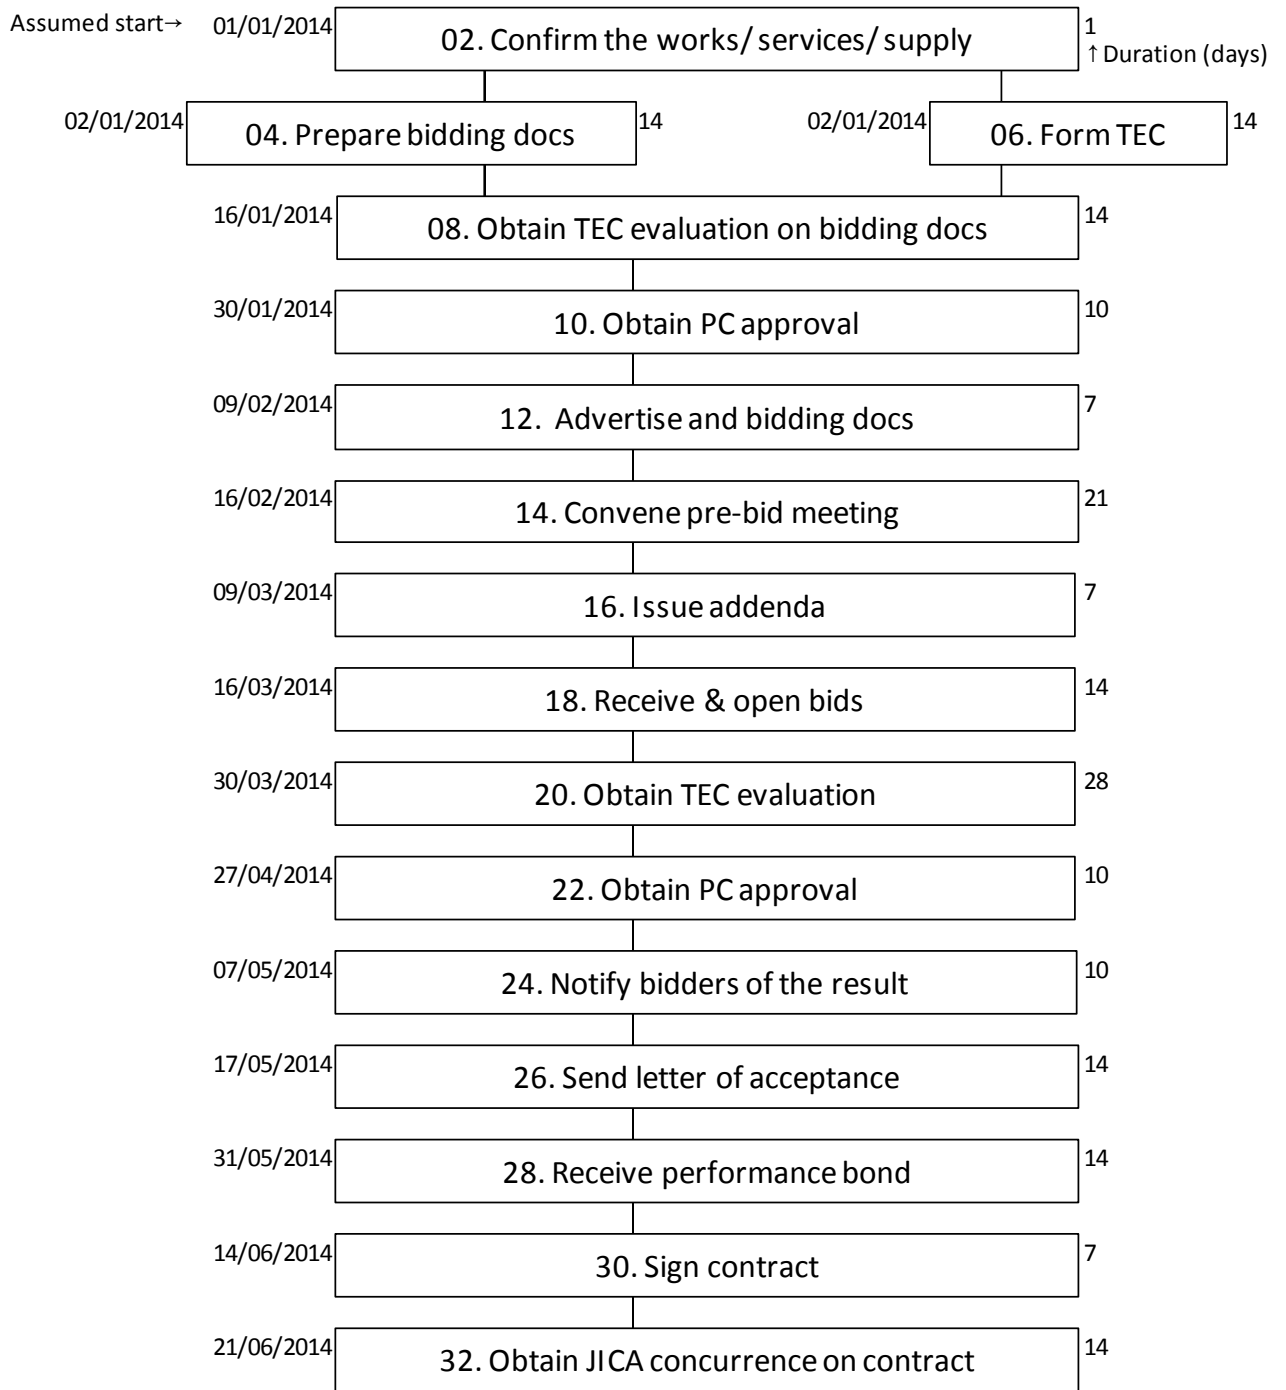 Assumed start→ 01/01/2014 02. Confirm the works/ services/ supply 1
↑Duration (days)
02/01/2014 04. Prepare bidding docs 14 02/01/2014 06. Form TEC 14
16/01/2014 08. Obtain TEC evaluation on bidding docs 14
30/01/2014 10. Obtain PC approval 10
09/02/2014 12. Advertise and bidding docs 7
16/02/2014 14. Convene pre-bid meeting 21
09/03/2014 16. Issue addenda 7
16/03/2014 18. Receive & open bids 14
30/03/2014 20. Obtain TEC evaluation 28
27/04/2014 22. Obtain PC approval 10
07/05/2014 24. Notify bidders of the result 10
17/05/2014 26. Send letter of acceptance 14
31/05/2014 28. Receive performance bond 14
14/06/2014 30. Sign contract 7
21/06/2014 32. Obtain JICA concurrence on contract 14